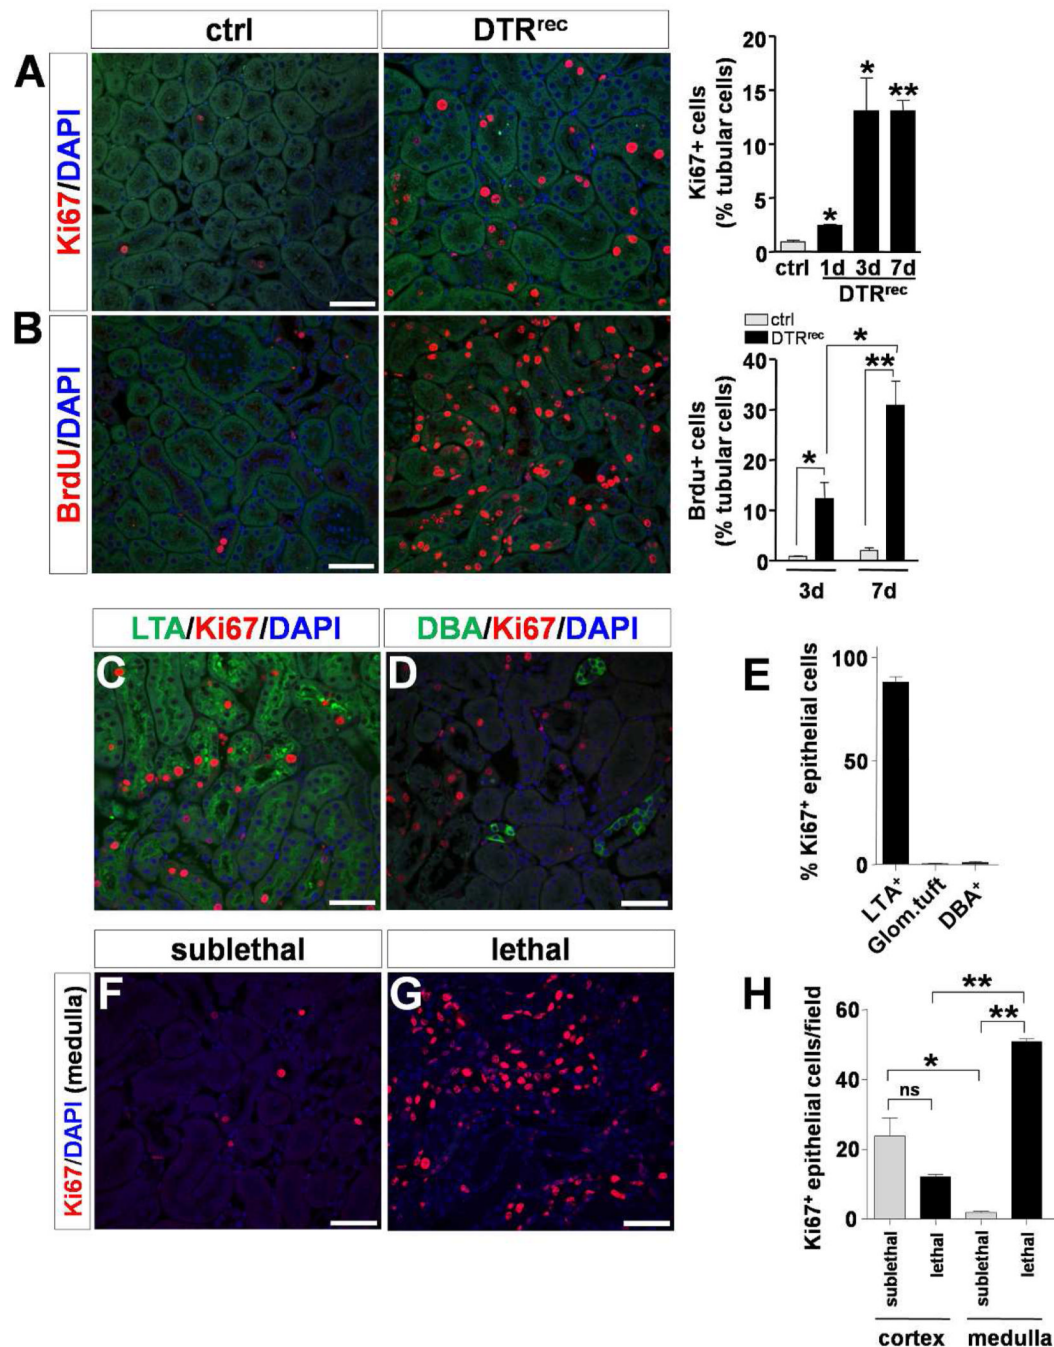 ctrl
DTRrec
A
Ki67/DAPI
Ki67+ cells
(% tubular cells)
20
15
10
5
0
* * **
ctrl 1d 3d 7d
DTRrec
B
BrdU/DAPI
ctrl
DTRrec
Brdu+ cells
(% tubular cells)
40
30
20
10
0
*
*
**
3d 7d
LTA/Ki67/DAPI
DBA/Ki67/DAPI
C
D
E
% Ki67+ epithelial cells
100
50
0
LTA+
Glom.tuft
DBA+
sublethal
lethal
Ki67/DAPI (medulla)
F
G
H
Ki67+ epithelial cells/field
60
40
20
0
**
**
*
ns
sublethal
lethal
sublethal
lethal
cortex medulla